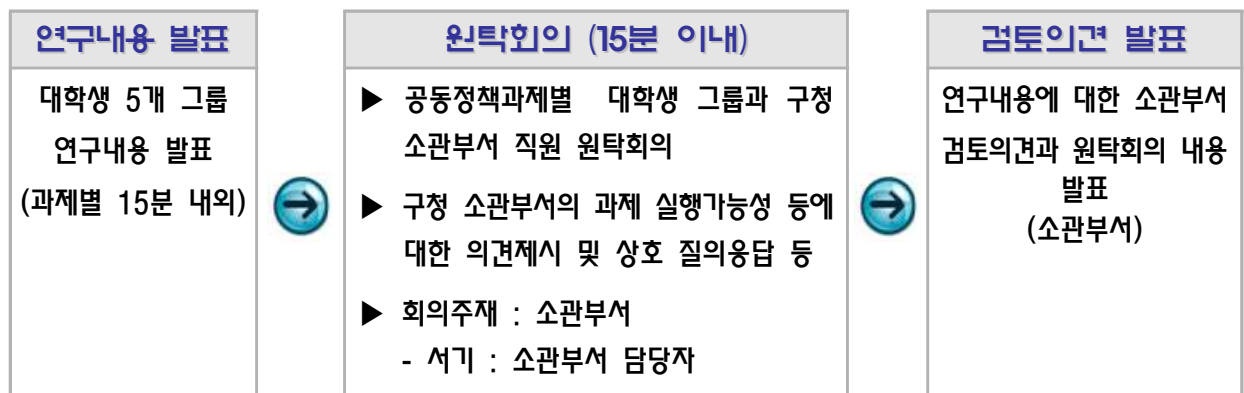 연구내용 발표
대학생 5개 그룹
연구내용 발표
(과제별 15분 내외)
원탁회의 (15분 이내)
▶ 공동정책과제별 대학생 그룹과 구청
소관부서 직원 원탁회의
▶ 구청 소관부서의 과제 실행가능성 등에
대한 의견제시 및 상호 질의응답 등
▶ 회의주재 : 소관부서
- 서기 : 소관부서 담당자
검토의견 발표
연구내용에 대한 소관부서
검토의견과 원탁회의 내용
발표
(소관부서)